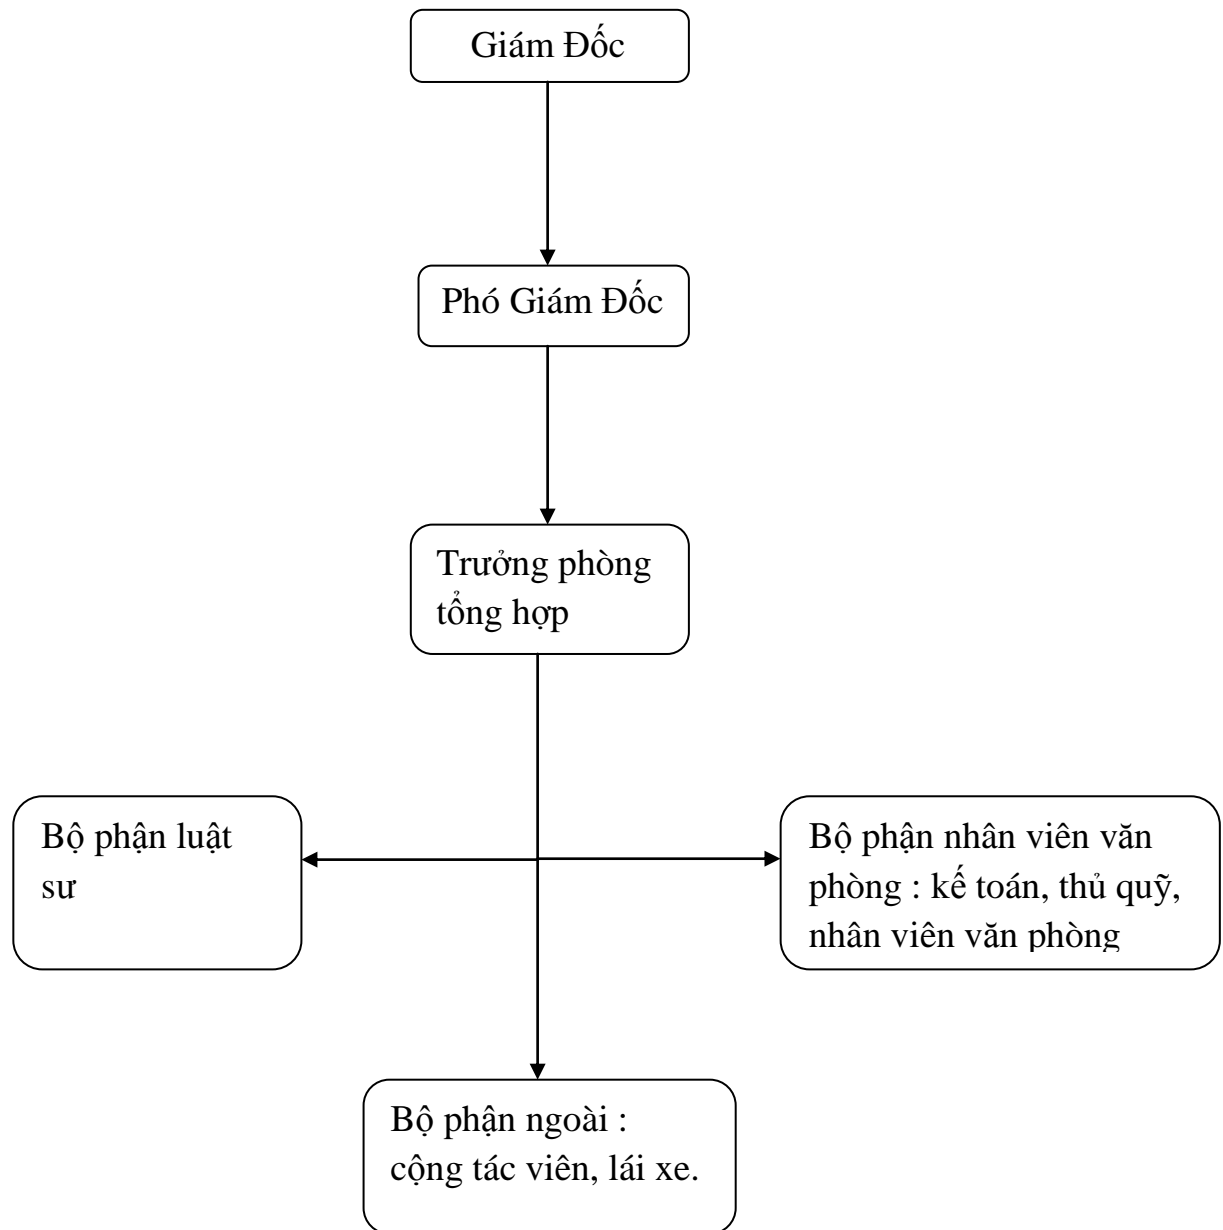 Giám Đốc
Phó Giám Đốc
Trưởng phòng
tổng hợp
Bộ phận luật
sư
Bộ phận nhân viên văn
phòng : kế toán, thủ quỹ,
nhân viên văn phòng
Bộ phận ngoài :
cộng tác viên, lái xe.